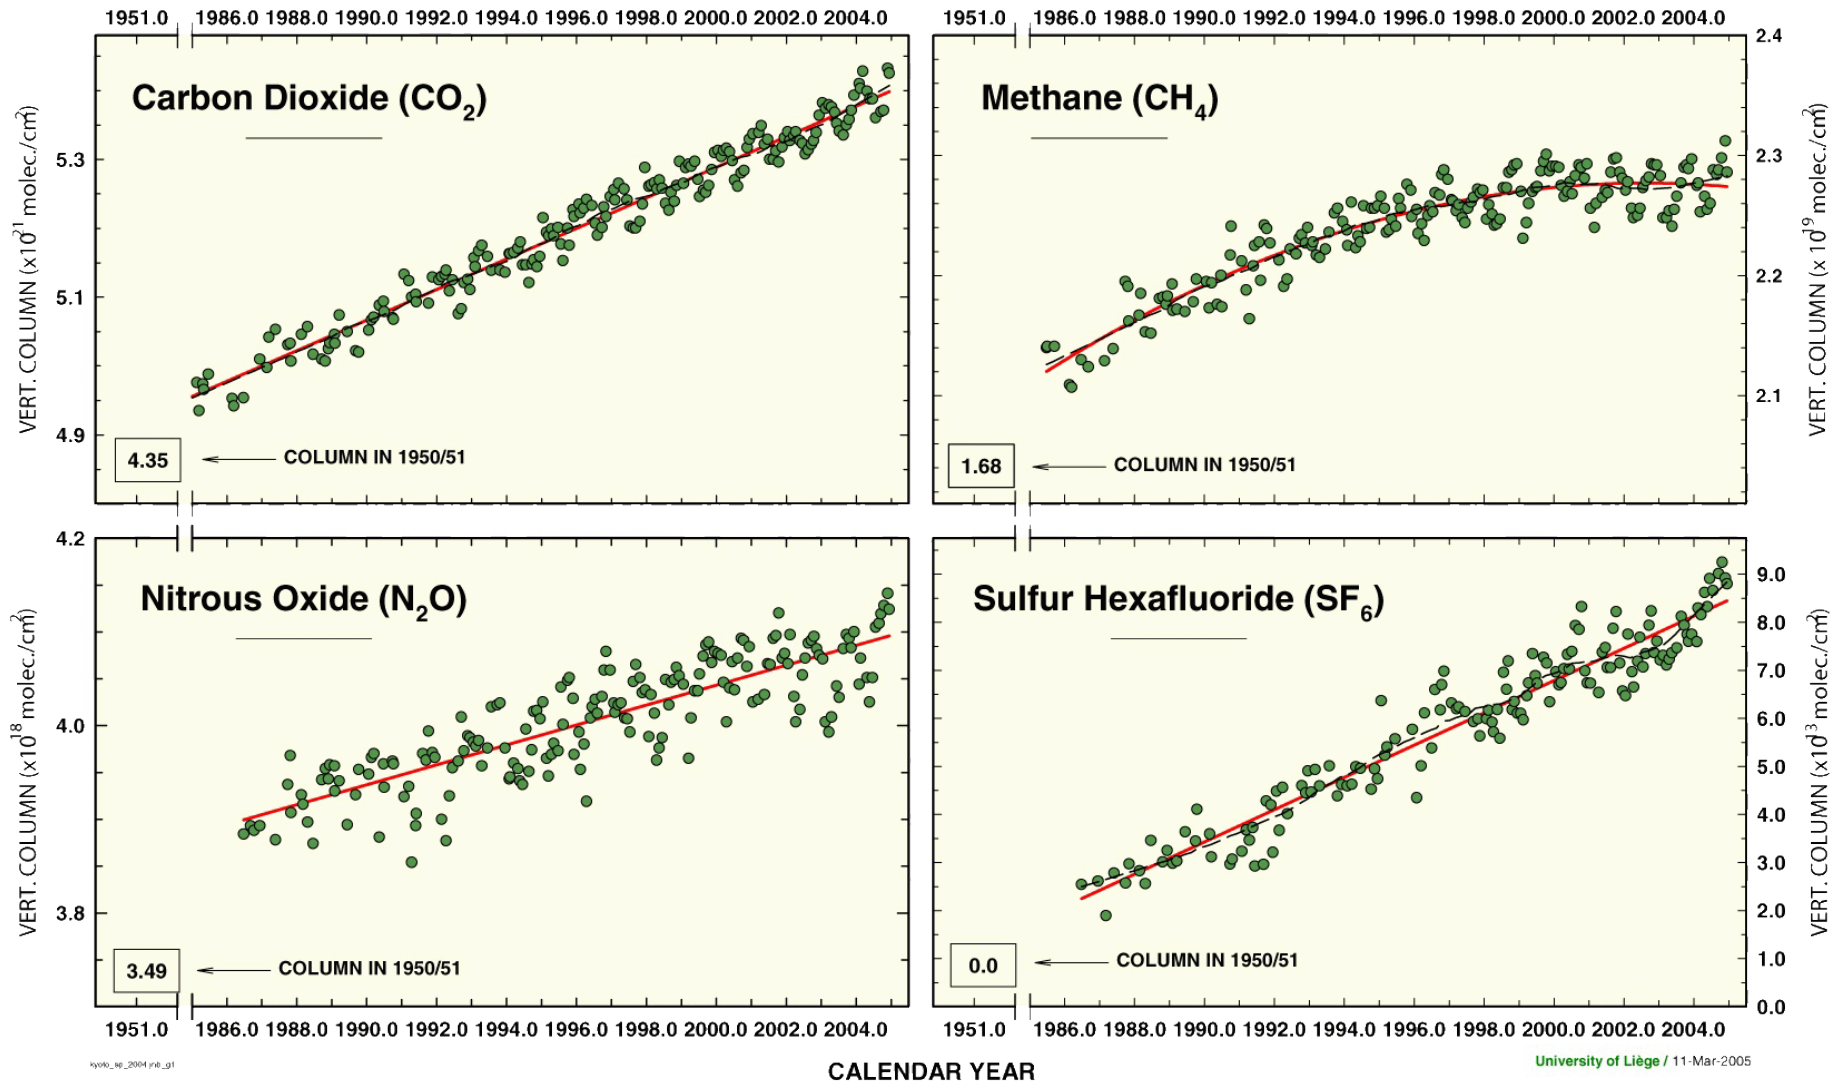 1951.0 1986.0 1988.0 1990.0 1992.0 1994.0 1996.0 1998.0 2000.0 2002.0 2004.0
1951.0 1986.0 1988.0 1990.0 1992.0 1994.0 1996.0 1998.0 2000.0 2002.0 2004.0
Carbon Dioxide (CO2)
VERT. COLUMN (x10^21 molec./cm^2)
5.3
5.1
4.9
4.35
COLUMN IN 1950/51
Methane (CH4)
VERT. COLUMN (x 10^19 molec./cm^2)
2.4
2.3
2.2
2.1
1.68
COLUMN IN 1950/51
Nitrous Oxide (N2O)
VERT. COLUMN (x10^18 molec./cm^2)
4.2
4.0
3.8
3.49
COLUMN IN 1950/51
Sulfur Hexafluoride (SF6)
VERT. COLUMN (x10^13 molec./cm^2)
9.0
8.0
7.0
6.0
5.0
4.0
3.0
2.0
1.0
0.0
0.0
COLUMN IN 1950/51
1951.0 1986.0 1988.0 1990.0 1992.0 1994.0 1996.0 1998.0 2000.0 2002.0 2004.0
1951.0 1986.0 1988.0 1990.0 1992.0 1994.0 1996.0 1998.0 2000.0 2002.0 2004.0
CALENDAR YEAR
University of Liège / 11-Mar-2005